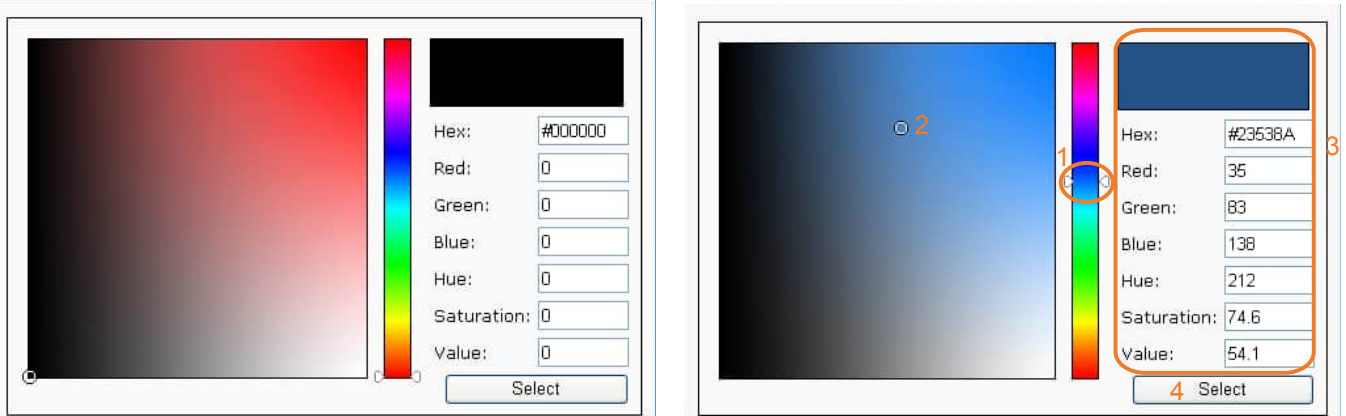 Hex: #000000
Red: 0
Green: 0
Blue: 0
Hue: 0
Saturation: 0
Value: 0
Select
2
1
3
Hex: #23538A
Red: 35
Green: 83
Blue: 138
Hue: 212
Saturation: 74.6
Value: 54.1
4 Select